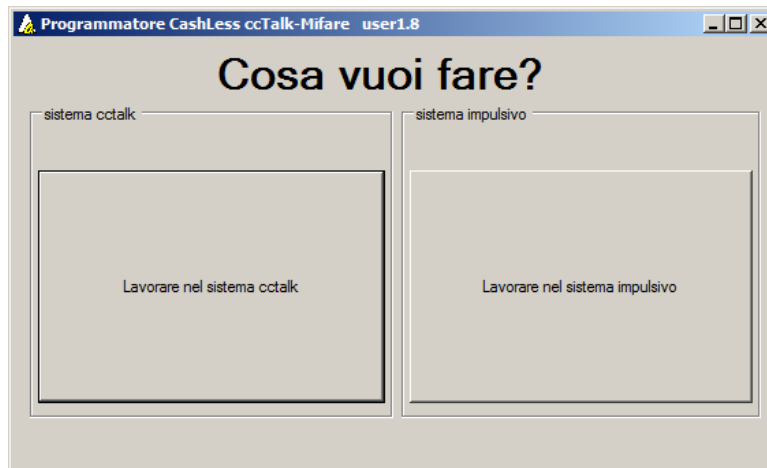 Programmatore CashLess ccTalk-Mifare user1.8
Cosa vuoi fare?
sistema cctalk
Lavorare nel sistema cctalk
sistema impulsivo
Lavorare nel sistema impulsivo